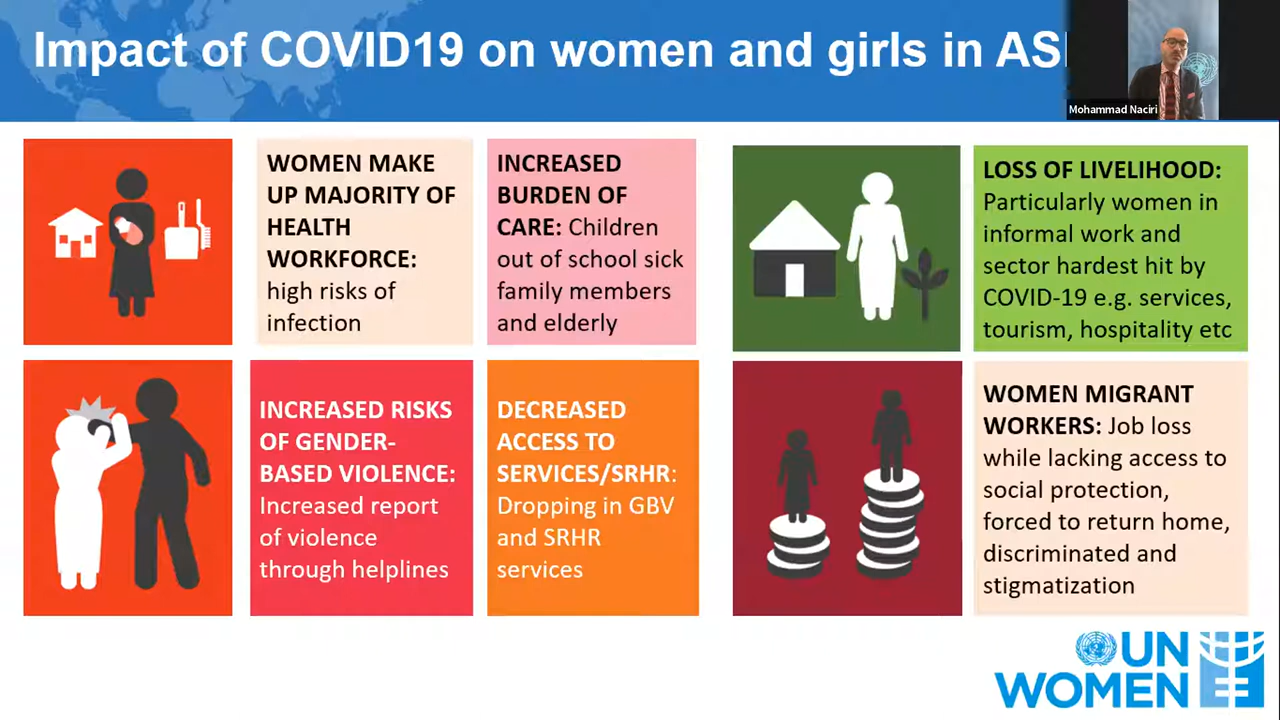 Impact of COVID19 on women and girls in AS
Mohammad Naciri
WOMEN MAKE
UP MAJORITY OF
HEALTH
WORKFORCE:
high risks of
infection
INCREASED
BURDEN OF
CARE: Children
out of school sick
family members
and elderly
LOSS OF LIVELIHOOD:
Particularly women in
informal work and
sector hardest hit by
COVID-19 e.g. services,
tourism, hospitality etc
INCREASED RISKS
OF GENDER-
BASED VIOLENCE:
Increased report
of violence
through helplines
DECREASED
ACCESS TO
SERVICES/SRHR:
Dropping in GBV
and SRHR
services
WOMEN MIGRANT
WORKERS: Job loss
while lacking access to
social protection,
forced to return home,
discriminated and
stigmatization
UN
WOMEN